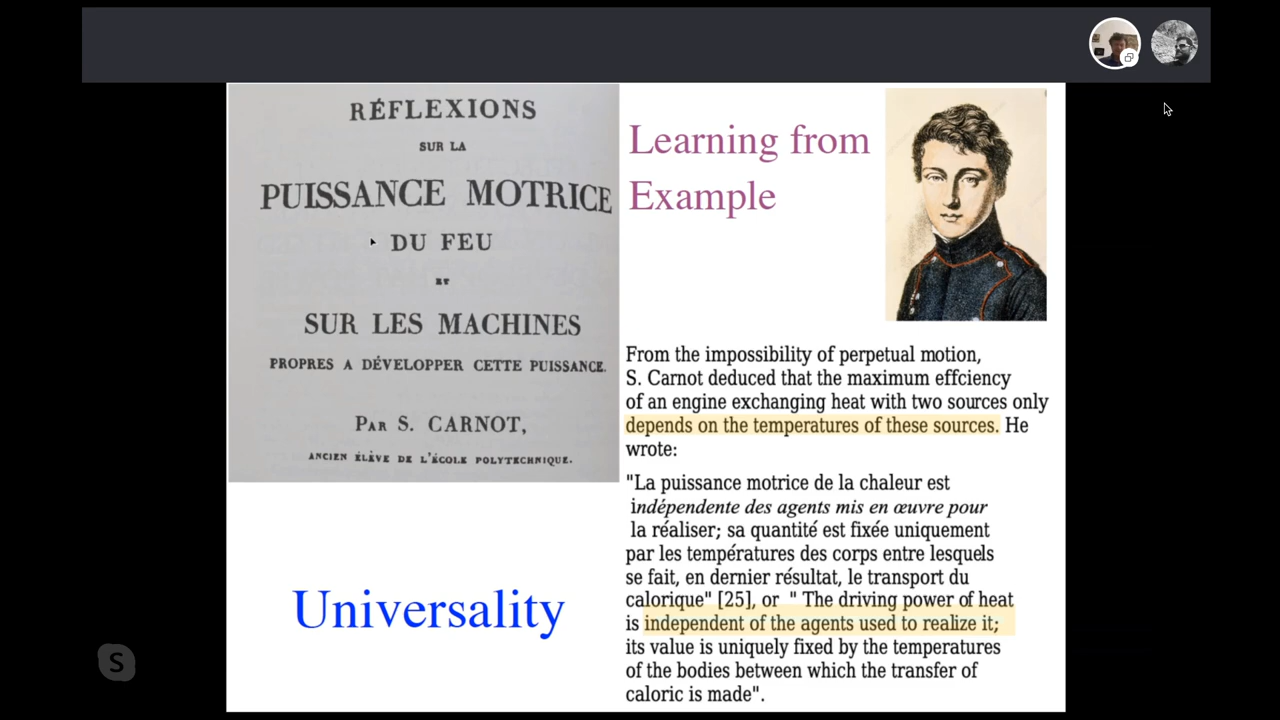 RÉFLEXIONS
SUR LA
PUISSANCE MOTRICE
DU FEU
ET
SUR LES MACHINES
PROPRES A DÉVELOPPER CETTE PUISSANCE.
PAR S. CARNOT,
ANCIEN ÉLÈVE DE L'ÉCOLE POLYTECHNIQUE.
Universality
Learning from
Example
From the impossibility of perpetual motion,
S. Carnot deduced that the maximum effciency
of an engine exchanging heat with two sources only
depends on the temperatures of these sources. He
wrote:
"La puissance motrice de la chaleur est
indépendente des agents mis en œuvre pour
la réaliser; sa quantité est fixée uniquement
par les températures des corps entre lesquels
se fait, en dernier résultat, le transport du
calorique" [25], or " The driving power of heat
is independent of the agents used to realize it;
its value is uniquely fixed by the temperatures
of the bodies between which the transfer of
caloric is made".
S